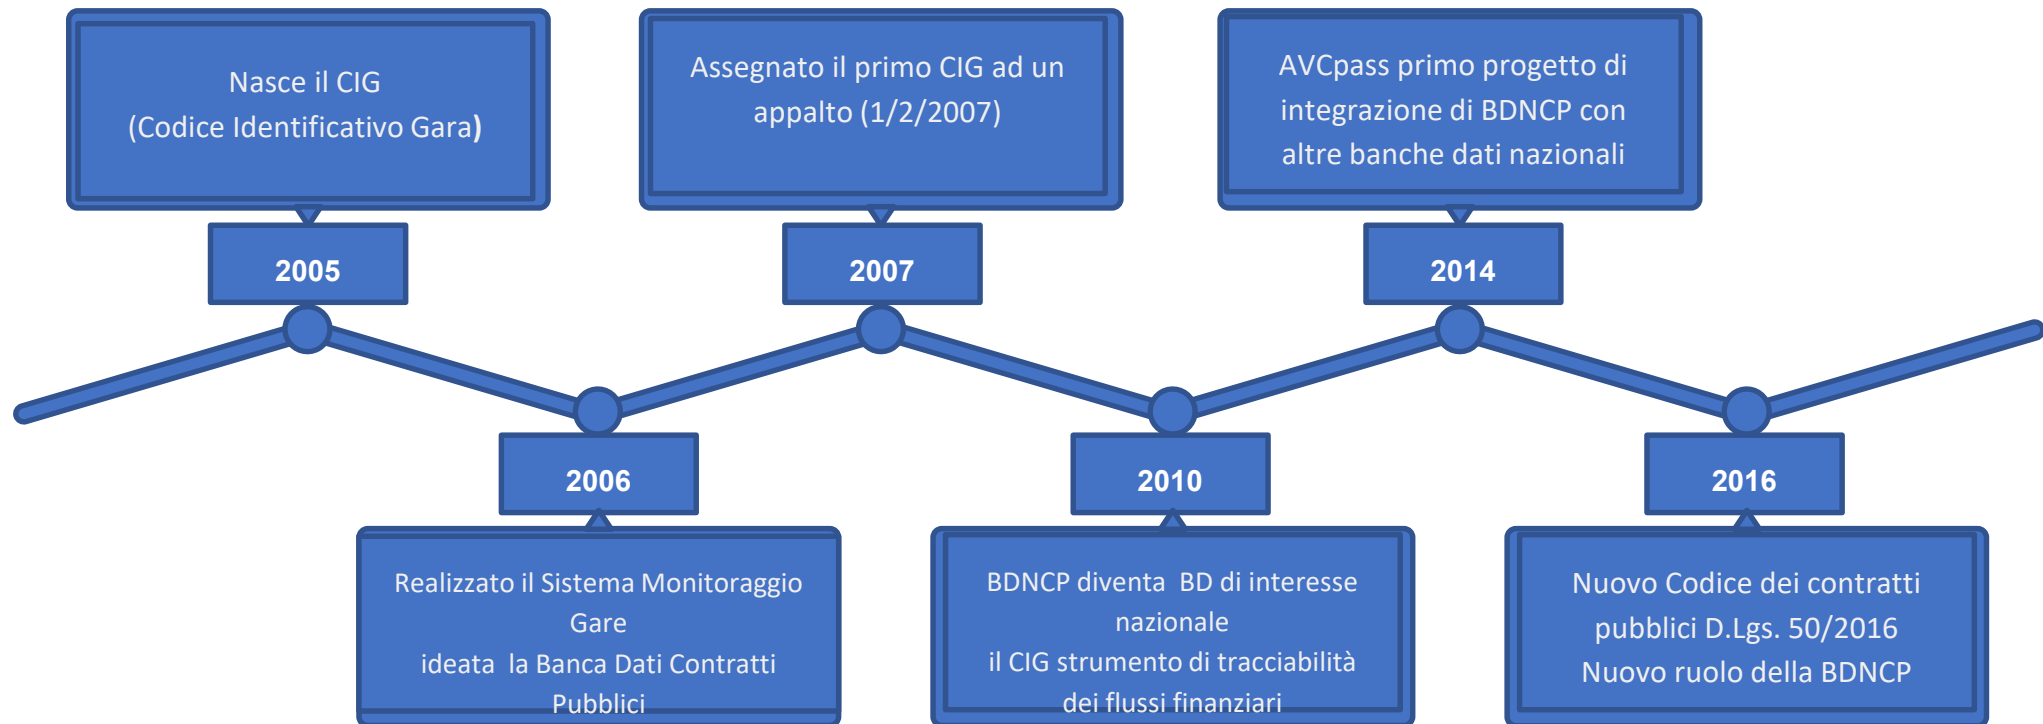 Nasce il CIG
(Codice Identificativo Gara)
2005
Assegnato il primo CIG ad un
appalto (1/2/2007)
2007
AVCpass primo progetto di
integrazione di BDNCP con
altre banche dati nazionali
2014
2006
Realizzato il Sistema Monitoraggio
Gare
ideata la Banca Dati Contratti
Pubblici
2010
BDNCP diventa BD di interesse
nazionale
il CIG strumento di tracciabilità
dei flussi finanziari
2016
Nuovo Codice dei contratti
pubblici D.Lgs. 50/2016
Nuovo ruolo della BDNCP